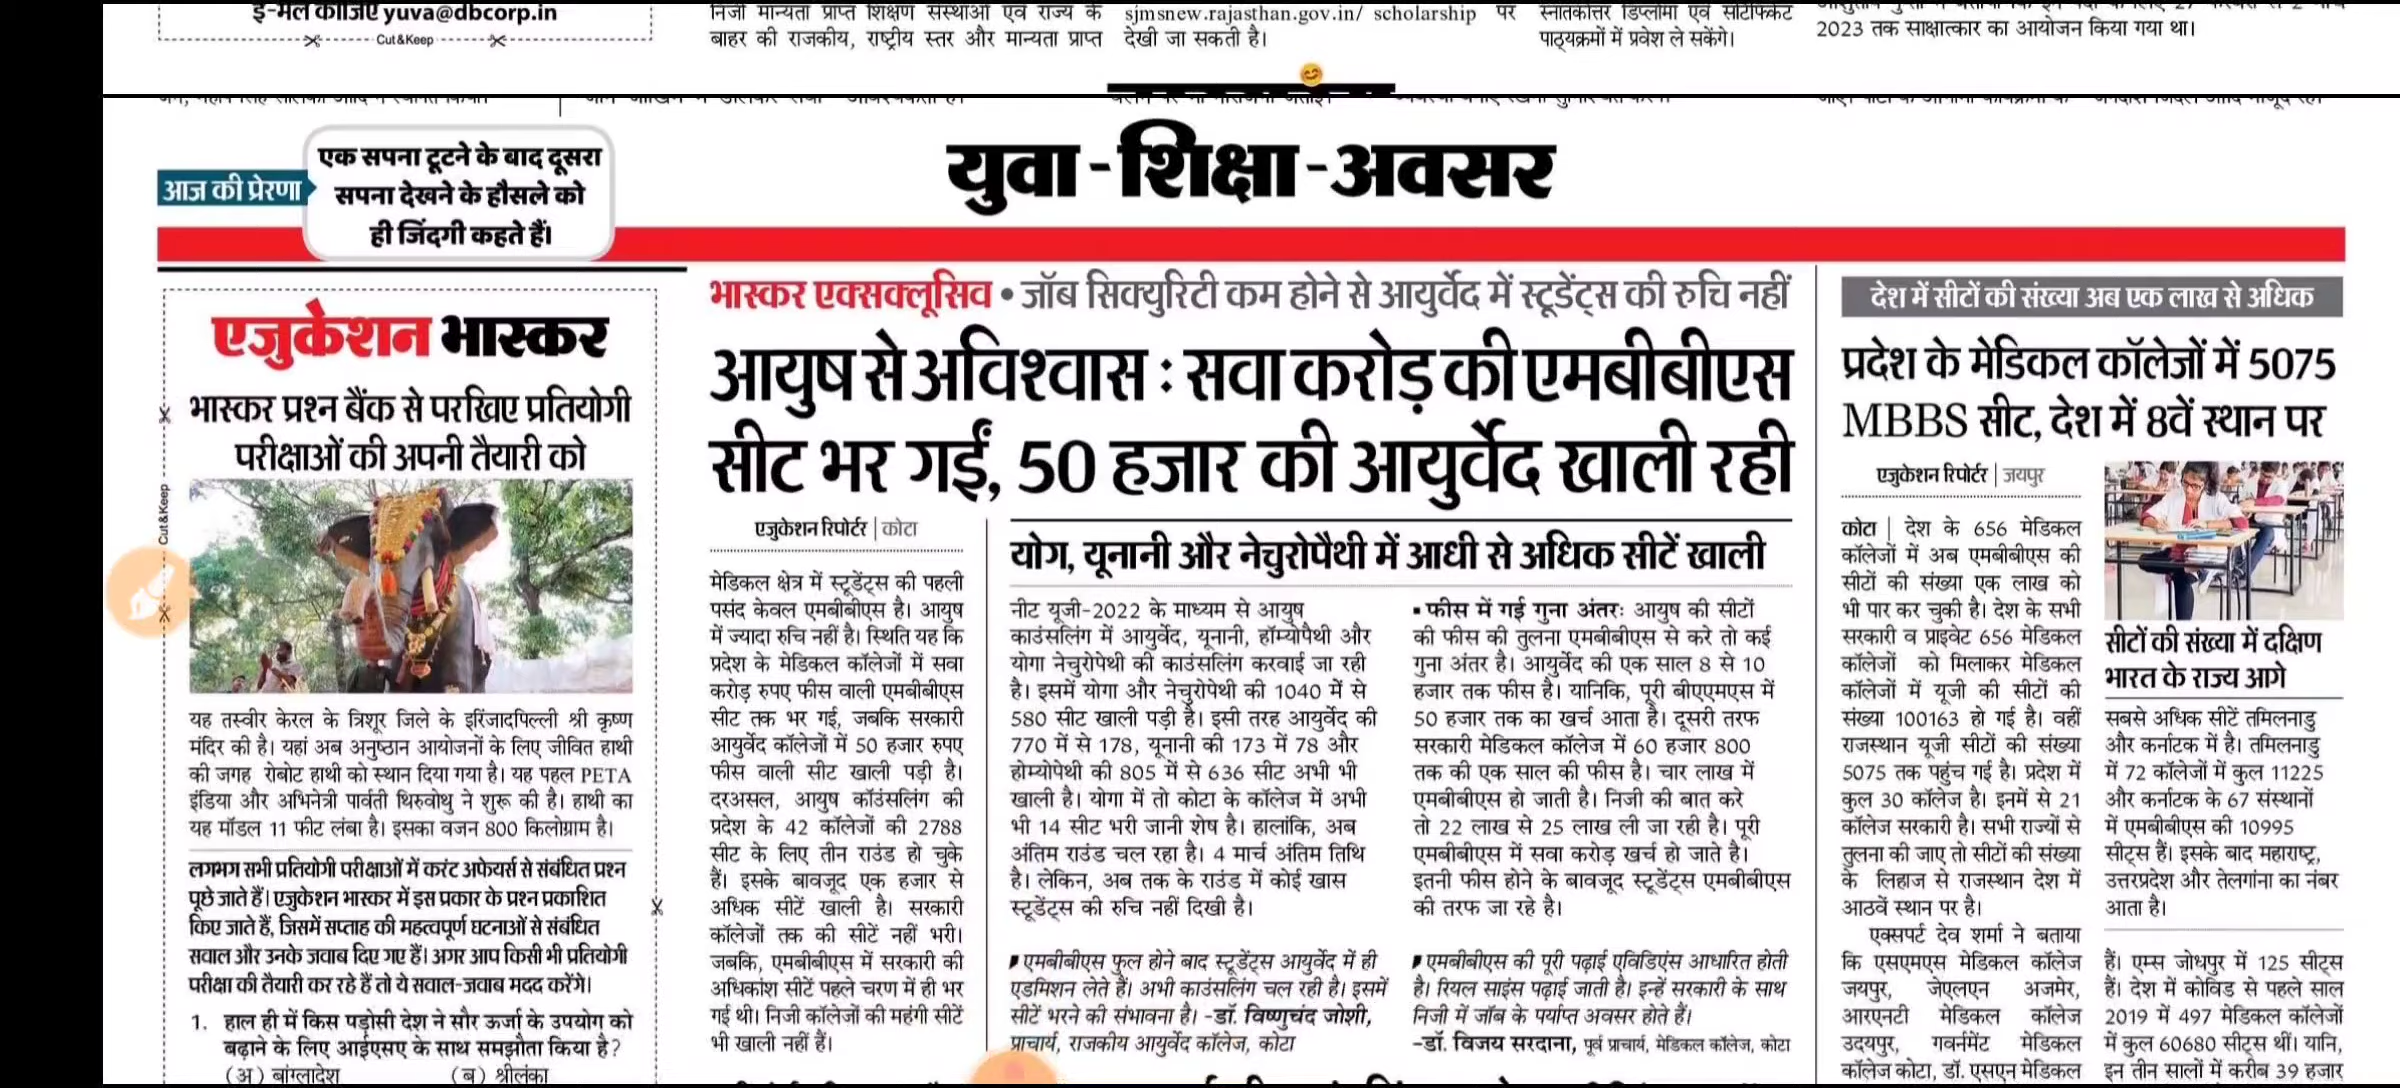 इ-मेल कीजिए yuva@dbcorp.in
Cut&Keep
निजी मान्यता प्राप्त शिक्षण संस्थाओं एवं राज्य के
बाहर की राजकीय, राष्ट्रीय स्तर और मान्यता प्राप्त
sjmsnew.rajasthan.gov.in/ scholarship पर
देखी जा सकती है।
स्नातकोत्तर डिप्लोमा एवं सर्टिफिकेट
पाठ्यक्रमों में प्रवेश ले सकेंगे।
2023 तक साक्षात्कार का आयोजन किया गया था।
आज की प्रेरणा
एक सपना टूटने के बाद दूसरा
सपना देखने के हौसले को
ही जिंदगी कहते हैं।
युवा-शिक्षा-अवसर
एजुकेशन भास्कर
भास्कर प्रश्न बैंक से परखिए प्रतियोगी
परीक्षाओं की अपनी तैयारी को
Cut&Keep
यह तस्वीर केरल के त्रिशूर जिले के इरिंजादपिल्ली श्री कृष्ण
मंदिर की है। यहां अब अनुष्ठान आयोजनों के लिए जीवित हाथी
की जगह रोबोट हाथी को स्थान दिया गया है। यह पहल PETA
इंडिया और अभिनेत्री पार्वती थिरुवोथु ने शुरू की है। हाथी का
यह मॉडल 11 फीट लंबा है। इसका वजन 800 किलोग्राम है।
लगभग सभी प्रतियोगी परीक्षाओं में करंट अफेयर्स से संबंधित प्रश्न
पूछे जाते हैं। एजुकेशन भास्कर में इस प्रकार के प्रश्न प्रकाशित
किए जाते हैं, जिसमें सप्ताह की महत्वपूर्ण घटनाओं से संबंधित
सवाल और उनके जवाब दिए गए हैं। अगर आप किसी भी प्रतियोगी
परीक्षा की तैयारी कर रहे हैं तो ये सवाल-जवाब मदद करेंगे।
1. हाल ही में किस पड़ोसी देश ने सौर ऊर्जा के उपयोग को
बढ़ाने के लिए आईएसए के साथ समझौता किया है?
(अ) बांग्लादेश (ब) श्रीलंका
भास्कर एक्सक्लूसिव • जॉब सिक्युरिटी कम होने से आयुर्वेद में स्टूडेंट्स की रुचि नहीं
आयुष से अविश्वास : सवा करोड़ की एमबीबीएस
सीट भर गईं, 50 हजार की आयुर्वेद खाली रही
एजुकेशन रिपोर्टर | कोटा
मेडिकल क्षेत्र में स्टूडेंट्स की पहली
पसंद केवल एमबीबीएस है। आयुष
में ज्यादा रुचि नहीं है। स्थिति यह कि
प्रदेश के मेडिकल कॉलेजों में सवा
करोड़ रुपए फीस वाली एमबीबीएस
सीट तक भर गई, जबकि सरकारी
आयुर्वेद कॉलेजों में 50 हजार रुपए
फीस वाली सीट खाली पड़ी है।
दरअसल, आयुष कॉउंसलिंग की
प्रदेश के 42 कॉलेजों की 2788
सीट के लिए तीन राउंड हो चुके
हैं। इसके बावजूद एक हजार से
अधिक सीटें खाली है। सरकारी
कॉलेजों तक की सीटें नहीं भरी।
जबकि, एमबीबीएस में सरकारी की
अधिकांश सीटें पहले चरण में ही भर
गई थी। निजी कॉलेजों की महंगी सीटें
भी खाली नहीं हैं।
योग, यूनानी और नेचुरोपैथी में आधी से अधिक सीटें खाली
नीट यूजी-2022 के माध्यम से आयुष
काउंसलिंग में आयुर्वेद, यूनानी, हॉम्योपैथी और
योगा नेचुरोपेथी की काउंसलिंग करवाई जा रही
है। इसमें योगा और नेचुरोपेथी की 1040 में से
580 सीट खाली पड़ी है। इसी तरह आयुर्वेद की
770 में से 178, यूनानी की 173 में 78 और
होम्योपेथी की 805 में से 636 सीट अभी भी
खाली है। योगा में तो कोटा के कॉलेज में अभी
भी 14 सीट भरी जानी शेष है। हालांकि, अब
अंतिम राउंड चल रहा है। 4 मार्च अंतिम तिथि
है। लेकिन, अब तक के राउंड में कोई खास
स्टूडेंट्स की रुचि नहीं दिखी है।
एमबीबीएस फुल होने बाद स्टूडेंट्स आयुर्वेद में ही
एडमिशन लेते हैं। अभी काउंसलिंग चल रही है। इसमें
सीटें भरने की संभावना है। -डॉ. विष्णुचंद जोशी,
प्राचार्य, राजकीय आयुर्वेद कॉलेज, कोटा
▪ फीस में गई गुना अंतरः आयुष की सीटों
की फीस की तुलना एमबीबीएस से करे तो कई
गुना अंतर है। आयुर्वेद की एक साल 8 से 10
हजार तक फीस है। यानिकि, पूरी बीएएमएस में
50 हजार तक का खर्च आता है। दूसरी तरफ
सरकारी मेडिकल कॉलेज में 60 हजार 800
तक की एक साल की फीस है। चार लाख में
एमबीबीएस हो जाती है। निजी की बात करे
तो 22 लाख से 25 लाख ली जा रही है। पूरी
एमबीबीएस में सवा करोड़ खर्च हो जाते है।
इतनी फीस होने के बावजूद स्टूडेंट्स एमबीबीएस
की तरफ जा रहे है।
एमबीबीएस की पूरी पढ़ाई एविडिएंस आधारित होती
है। रियल साइंस पढ़ाई जाती है। इन्हें सरकारी के साथ
निजी में जॉब के पर्याप्त अवसर होते हैं।
-डॉ. विजय सरदाना, पूर्व प्राचार्य, मेडिकल कॉलेज, कोटा
देश में सीटों की संख्या अब एक लाख से अधिक
प्रदेश के मेडिकल कॉलेजों में 5075
MBBS सीट, देश में 8वें स्थान पर
एजुकेशन रिपोर्टर | जयपुर
कोटा | देश के 656 मेडिकल
कॉलेजों में अब एमबीबीएस की
सीटों की संख्या एक लाख को
भी पार कर चुकी है। देश के सभी
सरकारी व प्राइवेट 656 मेडिकल
कॉलेजों को मिलाकर मेडिकल
कॉलेजों में यूजी की सीटों की
संख्या 100163 हो गई है। वहीं
राजस्थान यूजी सीटों की संख्या
5075 तक पहुंच गई है। प्रदेश में
कुल 30 कॉलेज है। इनमें से 21
कॉलेज सरकारी है। सभी राज्यों से
तुलना की जाए तो सीटों की संख्या
के लिहाज से राजस्थान देश में
आठवें स्थान पर है।
एक्सपर्ट देव शर्मा ने बताया
कि एसएमएस मेडिकल कॉलेज
जयपुर, जेएलएन अजमेर,
आरएनटी मेडिकल कॉलेज
उदयपुर, गवर्नमेंट मेडिकल
कॉलेज कोटा, डॉ. एसएन मेडिकल
सीटों की संख्या में दक्षिण
भारत के राज्य आगे
सबसे अधिक सीटें तमिलनाडु
और कर्नाटक में है। तमिलनाडु
में 72 कॉलेजों में कुल 11225
और कर्नाटक के 67 संस्थानों
में एमबीबीएस की 10995
सीट्स हैं। इसके बाद महाराष्ट्र,
उत्तरप्रदेश और तेलगांना का नंबर
आता है।
हैं। एम्स जोधपुर में 125 सीट्स
हैं। देश में कोविड से पहले साल
2019 में 497 मेडिकल कॉलेजों
में कुल 60680 सीट्स थीं। यानि,
इन तीन सालों में करीब 39 हजार